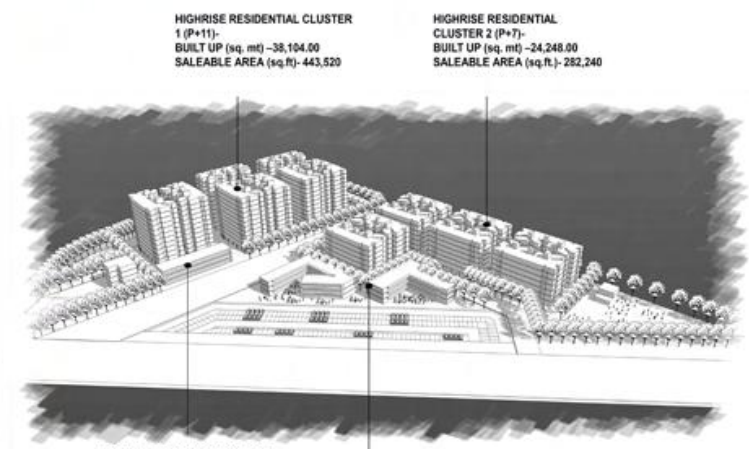 HIGHRISE RESIDENTIAL CLUSTER
1 (P+11)-
BUILT UP (sq. mt) –38,104.00
SALEABLE AREA (sq.ft)- 443,520
HIGHRISE RESIDENTIAL
CLUSTER 2 (P+7)-
BUILT UP (sq. mt) –24,248.00
SALEABLE AREA (sq.ft.)- 282,240